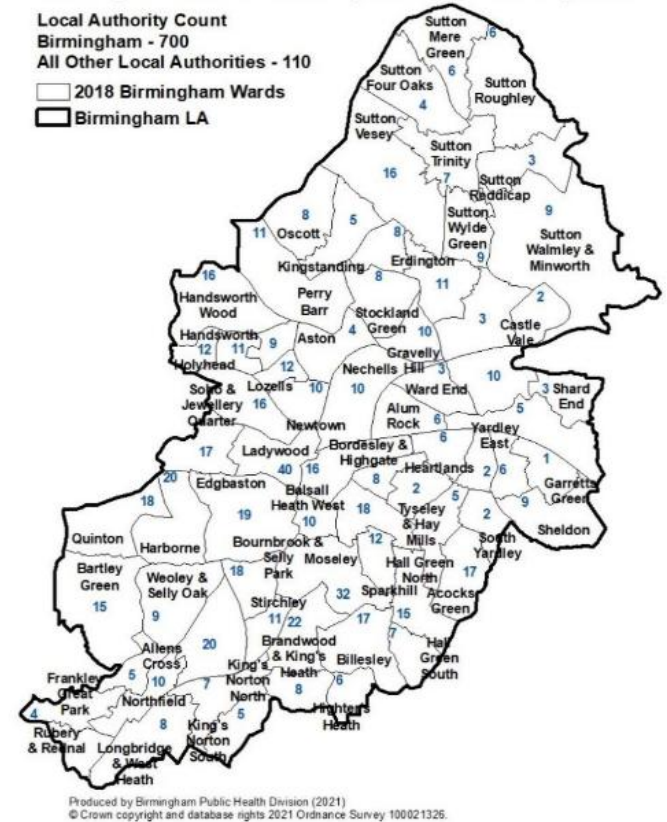 Local Authority Count
Birmingham - 700
All Other Local Authorities - 110
2018 Birmingham Wards
Birmingham LA
Sutton
Mere
Green
6
6
Sutton
Four Oaks
4
Sutton
Roughley
Sutton
Vesey
16
Sutton
Trinity
7
3
Sutton
Reddicap
9
Sutton
Wylde
Green
9
Sutton
Walmley &
Minworth
8
Oscott
11
5
8
Erdington
11
Kingstanding
8
16
Handsworth
Wood
Perry
Barr
Stockland
Green
10
4
3
2
Castle
Vale
Handsworth
12
11
9
Aston
Holyhead
12
Gravelly
Hill
3
Nechells
10
10
10
Ward End
3
Shard
End
5
Lozells
Soho &
Jewellery
Quarter
16
Newtown
Alum
Rock
6
6
Yardley
East
17
Ladywood
40
16
Bordesley &
Highgate
8
Heartlands
2
2
6
1
Garretts
Green
9
20
18
Edgbaston
19
Balsall
Heath West
10
18
Tyseley
& Hay
Mills
5
2
South
Yardley
Sheldon
Quinton
Harborne
Bournbrook &
Selly
Park
18
Moseley
12
Hall Green
North
Sparkhill
17
Acocks
Green
Bartley
Green
15
Weoley &
Selly Oak
9
20
Stirchley
11
22
32
17
15
7
Hall
Green
South
Allens
Cross
5
10
7
Brandwood
& King's
Heath
8
Billesley
6
Highter's
Heath
King's
Norton
North
5
Frankley
Great
Park
4
Northfield
8
Rubery
& Rednal
Longbridge
& West
Heath
King's
Norton
South
Produced by Birmingham Public Health Division (2021)
© Crown copyright and database rights 2021 Ordnance Survey 100021326.